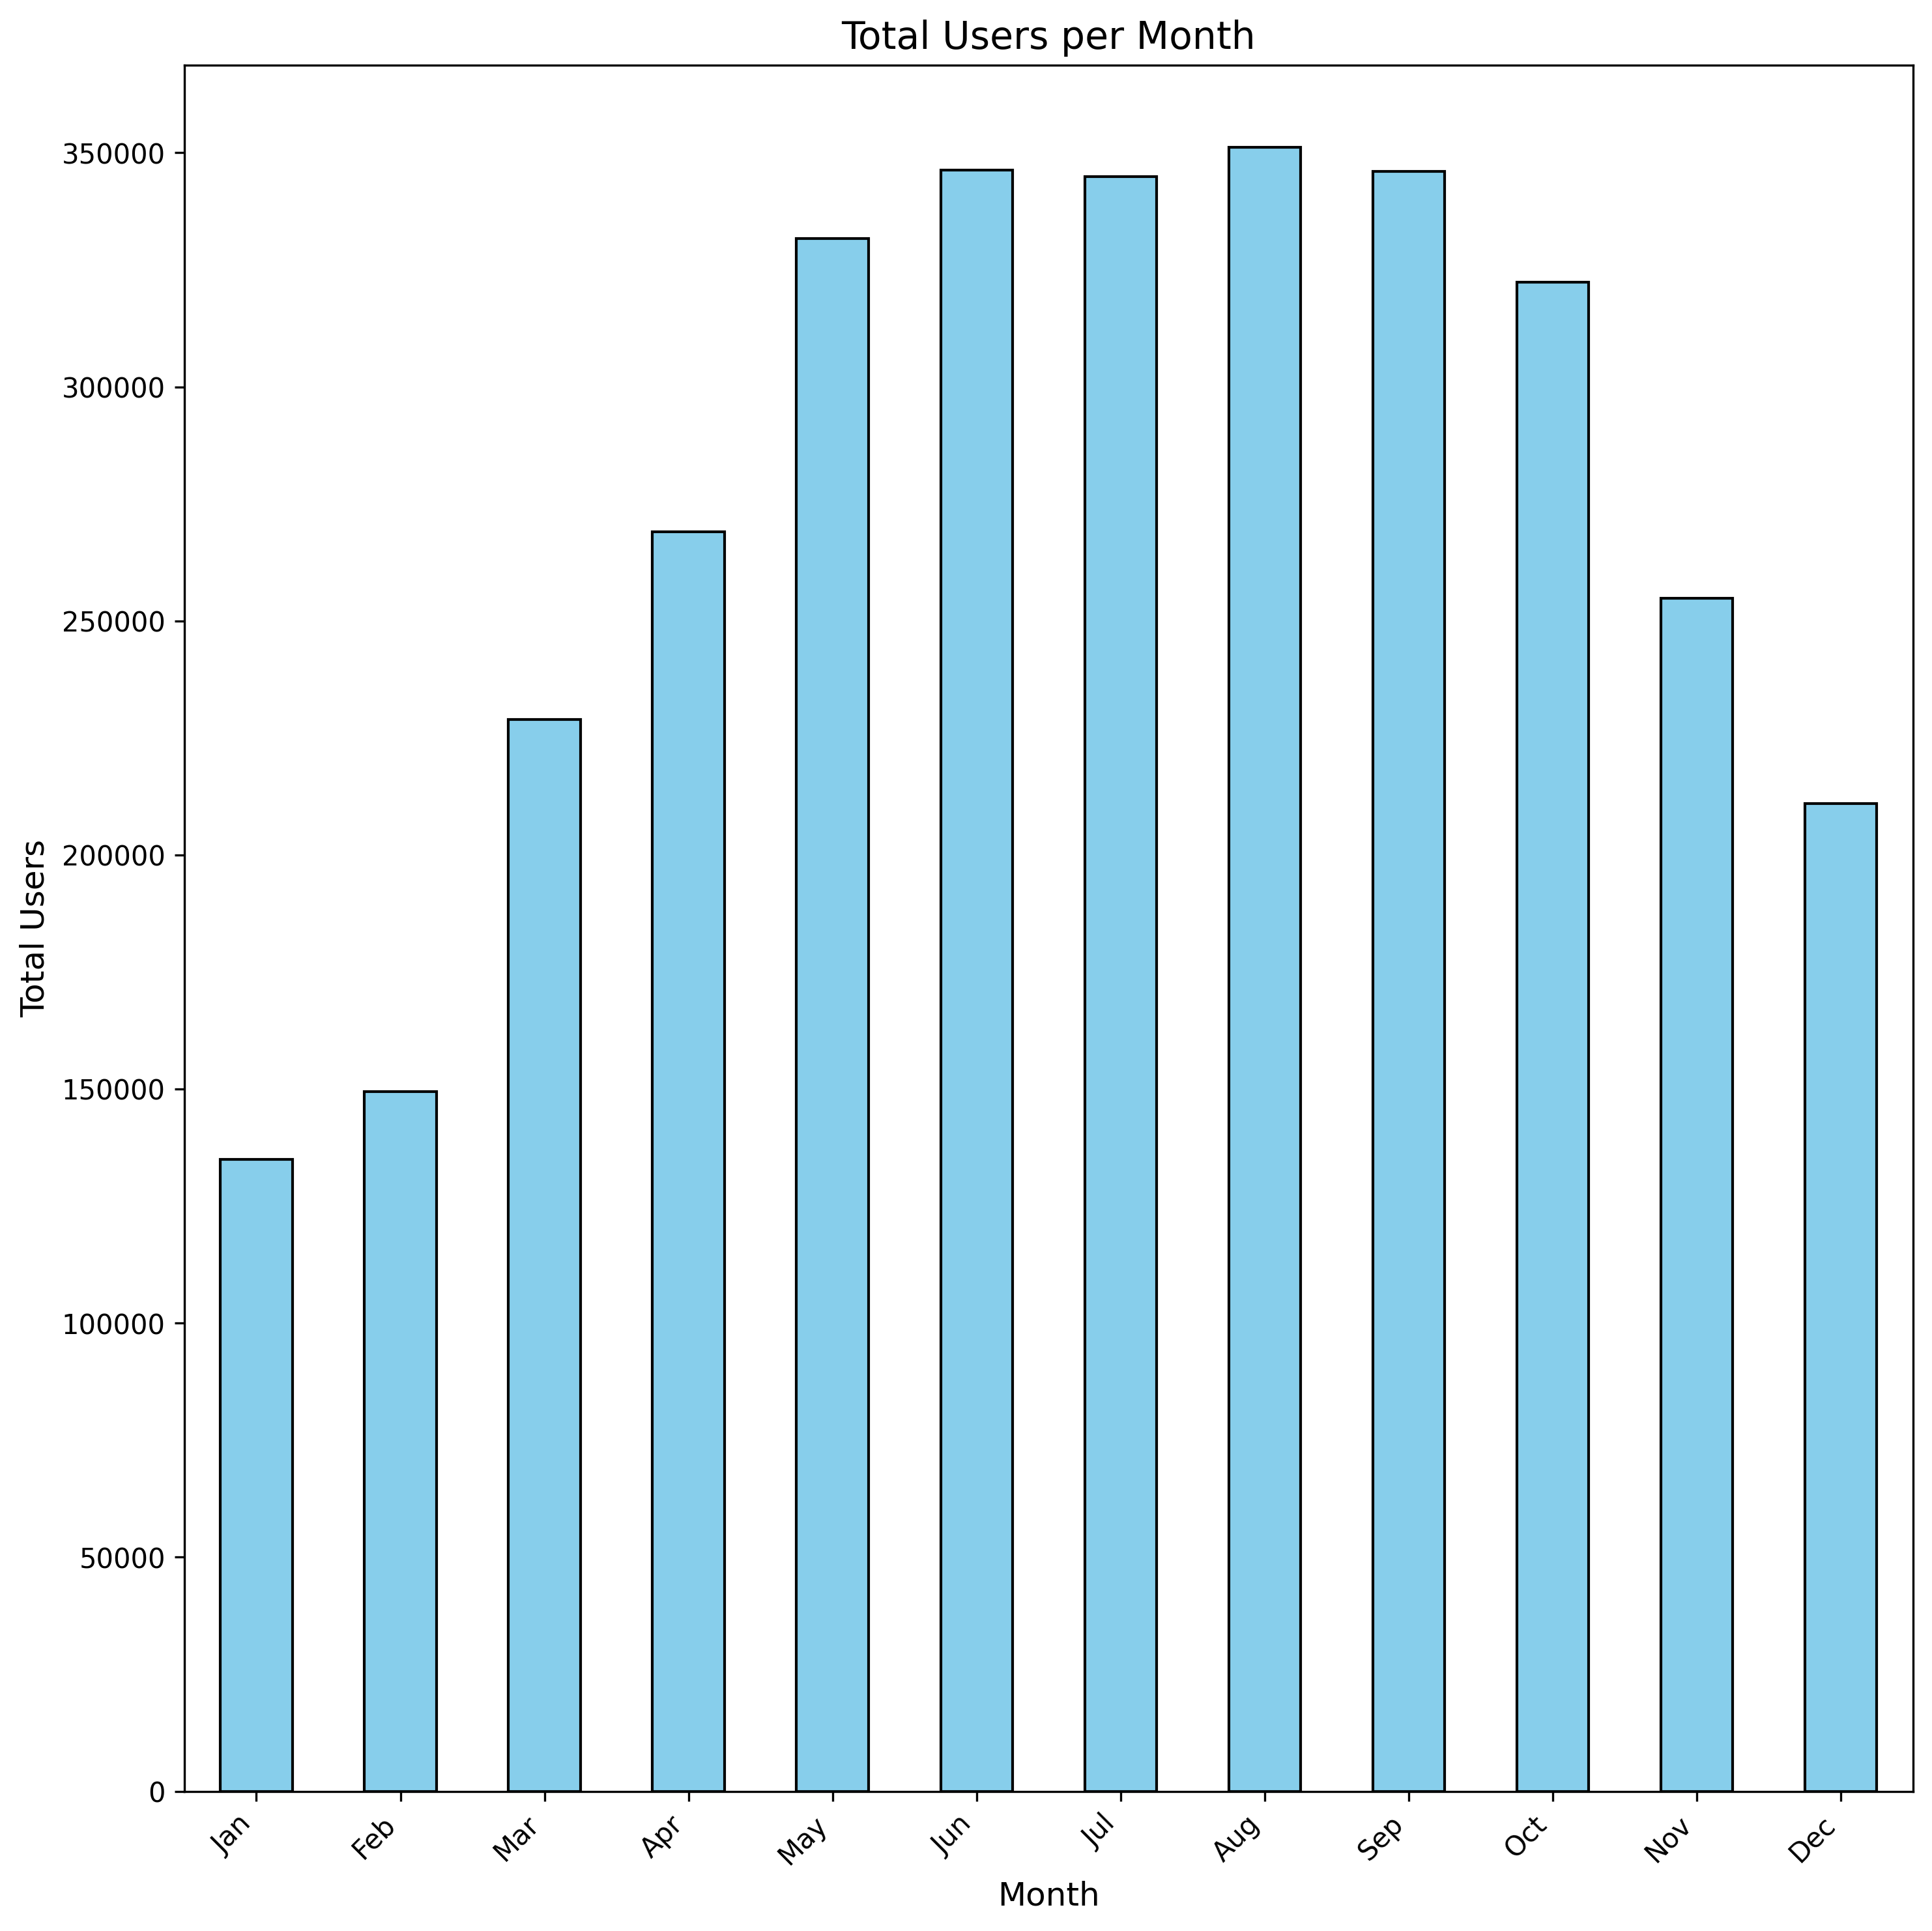 Total Users per Month
Total Users
350000
300000
250000
200000
150000
100000
50000
0
Jan Feb Mar Apr May Jun Jul Aug Sep Oct Nov Dec
Month